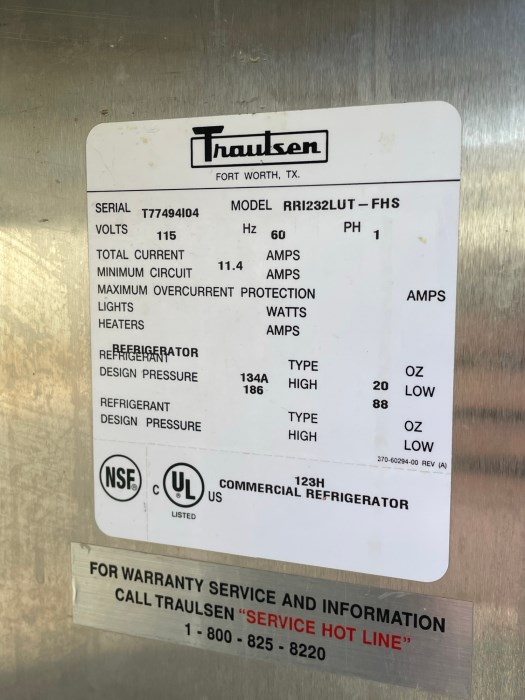 Traulsen
FORT WORTH, TX.
SERIAL T77494I04 MODEL RRI232LUT-FHS
VOLTS 115 Hz 60 PH 1
TOTAL CURRENT 11.4 AMPS
MINIMUM CIRCUIT AMPS
MAXIMUM OVERCURRENT PROTECTION AMPS
LIGHTS WATTS
HEATERS AMPS
REFRIGERATOR
REFRIGERANT 134A TYPE 20 OZ
DESIGN PRESSURE 186 HIGH 88 LOW
REFRIGERANT TYPE OZ
DESIGN PRESSURE HIGH LOW
370-60294-00 REV (A)
NSF®
C UL® US
LISTED
123H
COMMERCIAL REFRIGERATOR
FOR WARRANTY SERVICE AND INFORMATION
CALL TRAULSEN "SERVICE HOT LINE"
1 - 800 - 825 - 8220